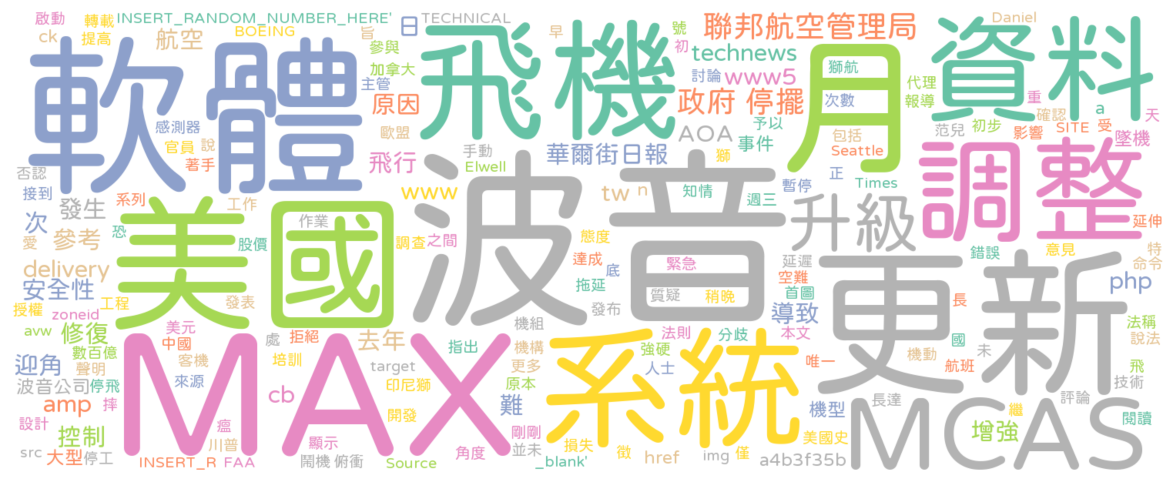 啟動 轉載 INSERT_RANDOM_NUMBER_HERE' 旨 日 TECHNICAL 早 號 聯邦航空管理局 Daniel
ck 提高 航空 BOEING 參與 初 technews
軟體 飛機 月 資料
加拿大 主管 討論 www5 獅航 代理
原因 政府 停擺 次數 報導 重 a 天
感測器 歐盟 AOA 予以 確認
官員 說 事件 包括 范兒 初步 影響 SITE 受 墜機
著手 飛行 手動 華爾街日報 獅 Seattle
否認 Elwell 正 調整
接到 系列 工作 www tw n 知情 週三 暫停 Times
次 發生 美國 作業 波音 升級 延伸
愛 參考 恐 股價 調查 之間 態度 緊急 延遲 錯誤 意見 特
delivery 達成 底 空難 更新 命令
安全性 拖延 質疑 稍晚 首圖 php
授權 工程 發表 發布 導致 長
zoneid 美元 機組 法則 分歧 本文 國 法稱
avw 修復 中國 處 拒絕 去年 系統 說法
數百億 客機 指出 機構 強硬 唯一 機動 未
迎角 聲明 培訓 target 更多 人士 航班 飛
波音公司 停飛 來源 MAX 印尼獅 原本 技術
amp 摔 cb 難 機型 長達 MCAS 評論
設計 瘟 開發 剛剛 損失 增強 繼 閱讀
控制 川普 顯示 角度 並未 徵 美國史
src 大型 停工 INSERT_R FAA 鬧機 俯衝 Source _blank' href img 僅 a4b3f35b